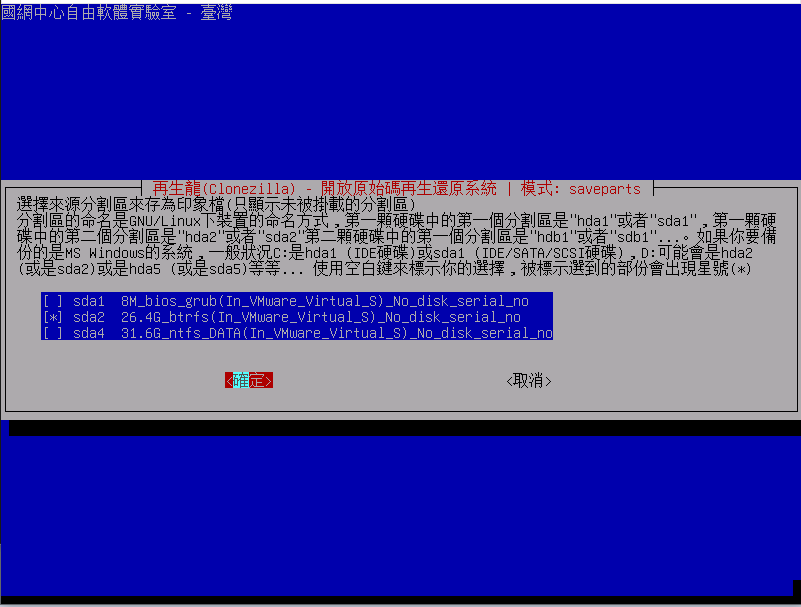 國網中心自由軟體實驗室 - 臺灣
再生龍(Clonezilla) - 開放原始碼再生還原系統 | 模式: saveparts
選擇來源分割區來存為印象檔(只顯示未被掛載的分割區)
分割區的命名是GNU/Linux下裝置的命名方式,第一顆硬碟中的第一個分割區是"hda1"或者"sda1",第一顆硬
碟中的第二個分割區是"hda2"或者"sda2"第二顆硬碟中的第一個分割區是"hdb1"或者"sdb1"...。如果你要備
份的是MS Windows的系統,一般狀況C:是hda1 (IDE硬碟)或sda1 (IDE/SATA/SCSI硬碟),D:可能會是hda2
(或是sda2)或是hda5 (或是sda5)等等... 使用空白鍵來標示你的選擇,被標示選到的部份會出現星號(*)
[ ] sda1 8M_bios_grub(In_VMware_Virtual_S)_No_disk_serial_no
[*] sda2 26.4G_btrfs(In_VMware_Virtual_S)_No_disk_serial_no
[ ] sda4 31.6G_ntfs_DATA(In_VMware_Virtual_S)_No_disk_serial_no
<確定> <取消>